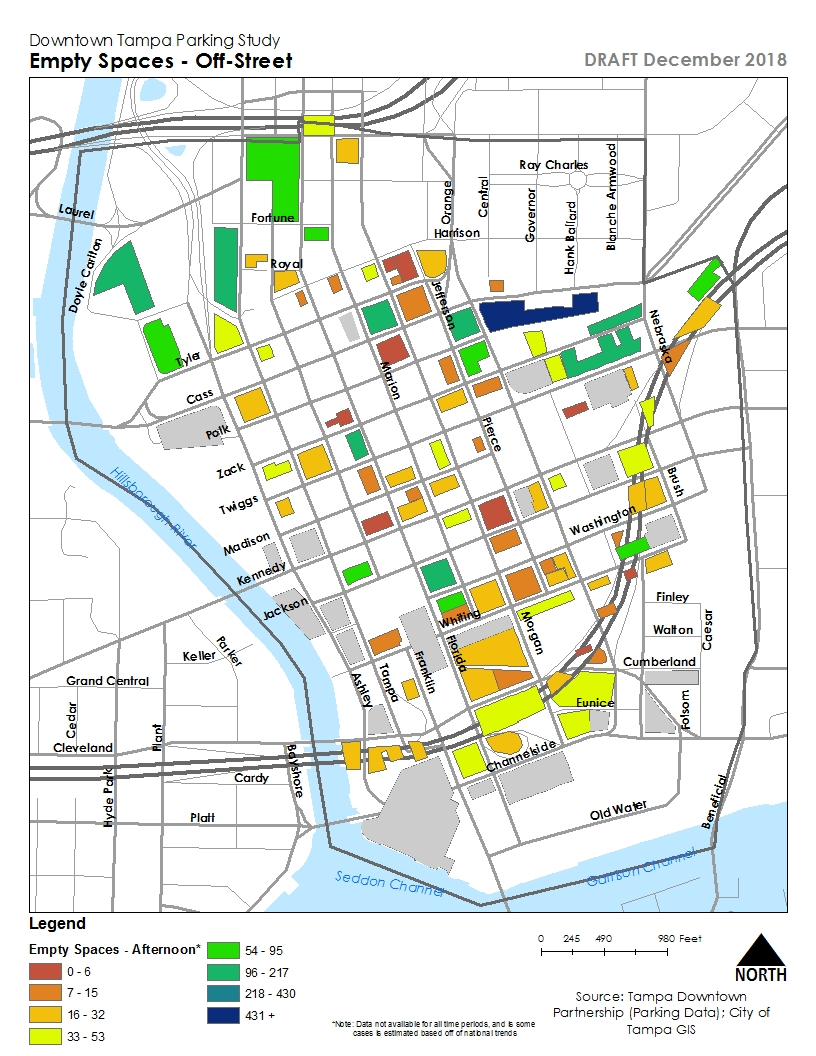 Downtown Tampa Parking Study
Empty Spaces - Off-Street
DRAFT December 2018
Ray Charles
Blanche Armwood
Orange
Central
Governor
Hank Ballard
Laurel
Fortune
Harrison
Doyle Carlton
Royal
Jefferson
Nebraska
Tyler
Marion
Cass
Polk
Pierce
Zack
Hillsborough River
Brush
Twiggs
Washington
Madison
Kennedy
Jackson
Finley
Whiting
Morgan
Walton
Caesar
Parker
Keller
Florida
Franklin
Cumberland
Grand Central
Tampa
Ashley
Folsom
Eunice
Cedar
Plant
Cleveland
Bayshore
Channelside
Cardy
Hyde Park
Beneficial
Platt
Old Water
Seddon Channel
Garrison Channel
Legend
Empty Spaces - Afternoon*
0 - 6
7 - 15
16 - 32
33 - 53
54 - 95
96 - 217
218 - 430
431 +
*Note: Data not available for all time periods, and is some
cases is estimated based off of national trends
0 245 490 980 Feet
NORTH
Source: Tampa Downtown
Partnership (Parking Data); City of
Tampa GIS